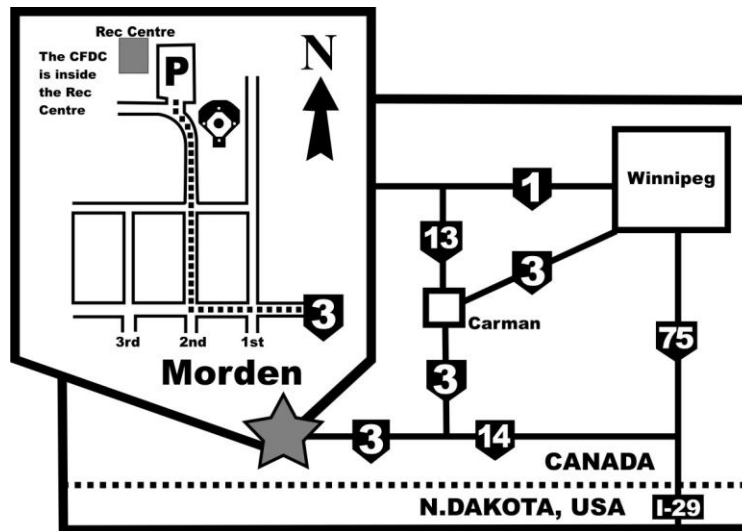 Rec Centre
The CFDC
is inside
the Rec
Centre
P
N
3
3rd
2nd
1st
Morden
1
Winnipeg
13
3
Carman
75
3
3
14
CANADA
N.DAKOTA, USA
I-29